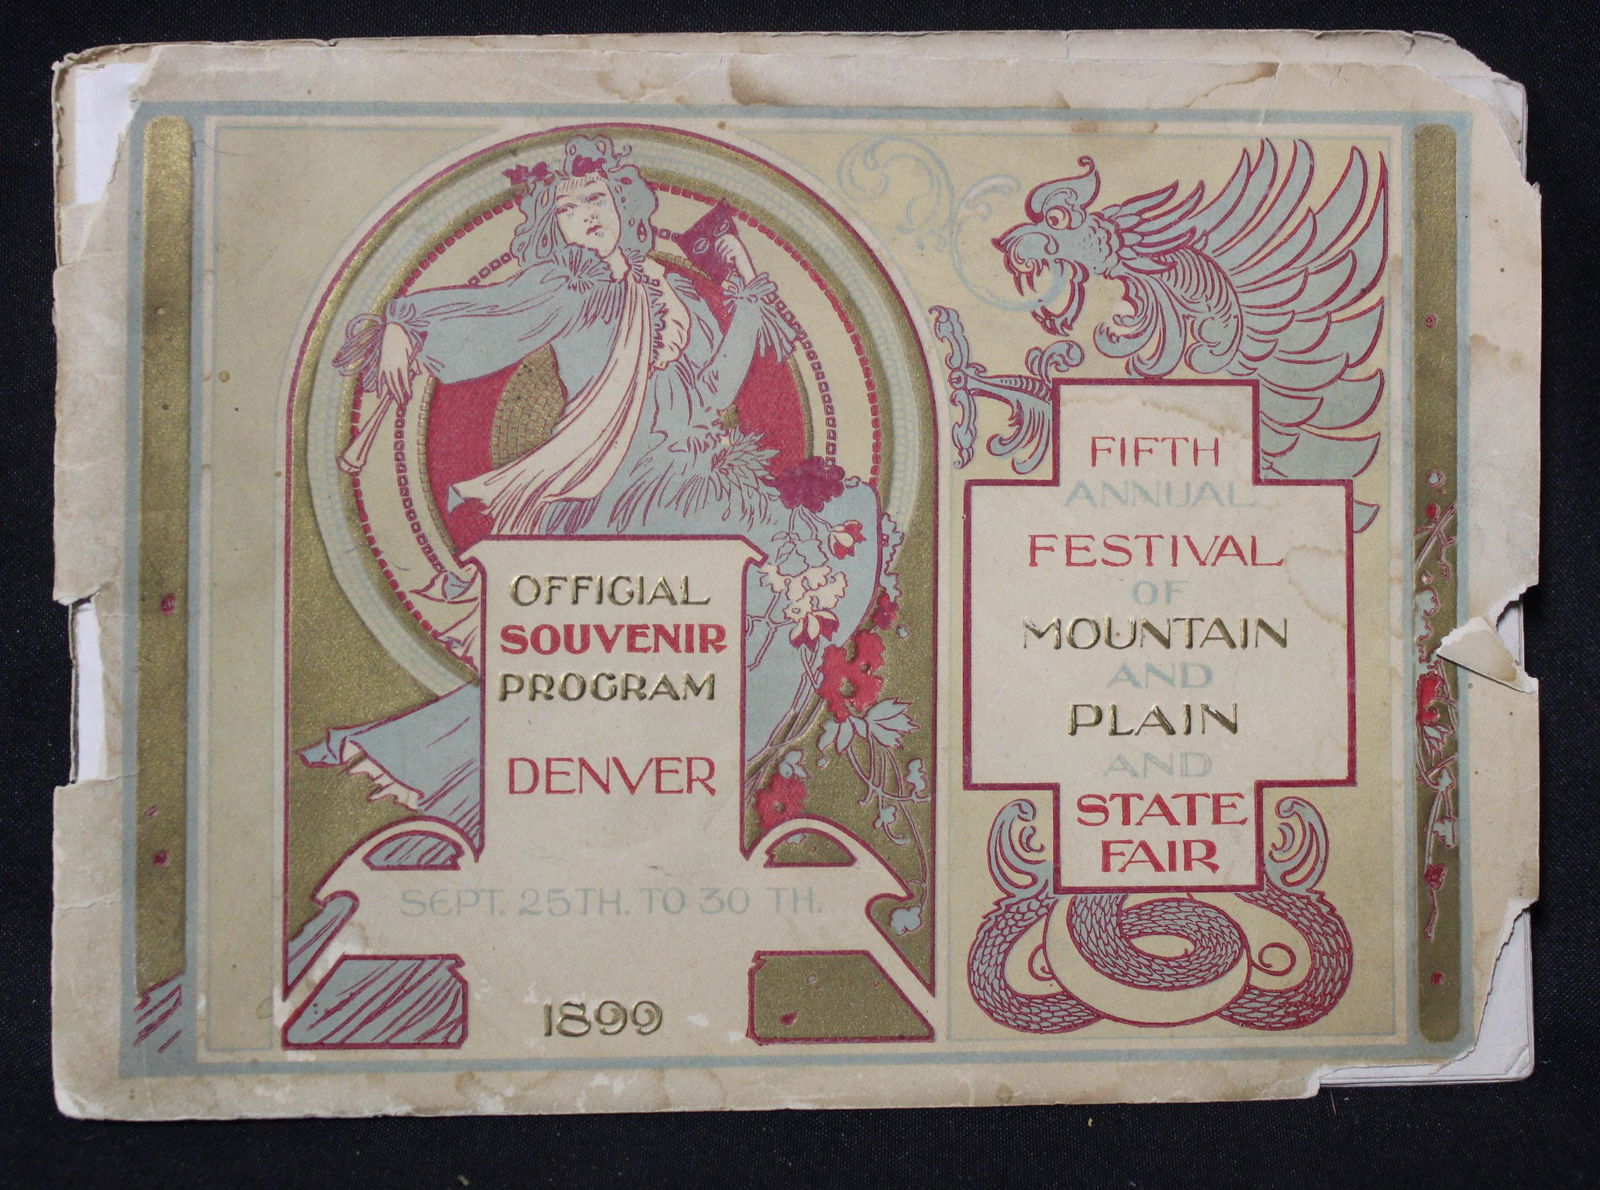 OFFICIAL
SOUVENIR
PROGRAM
DENVER
SEPT. 25TH. TO 30 TH.
1899
FIFTH
ANNUAL
FESTIVAL
OF
MOUNTAIN
AND
PLAIN
AND
STATE
FAIR